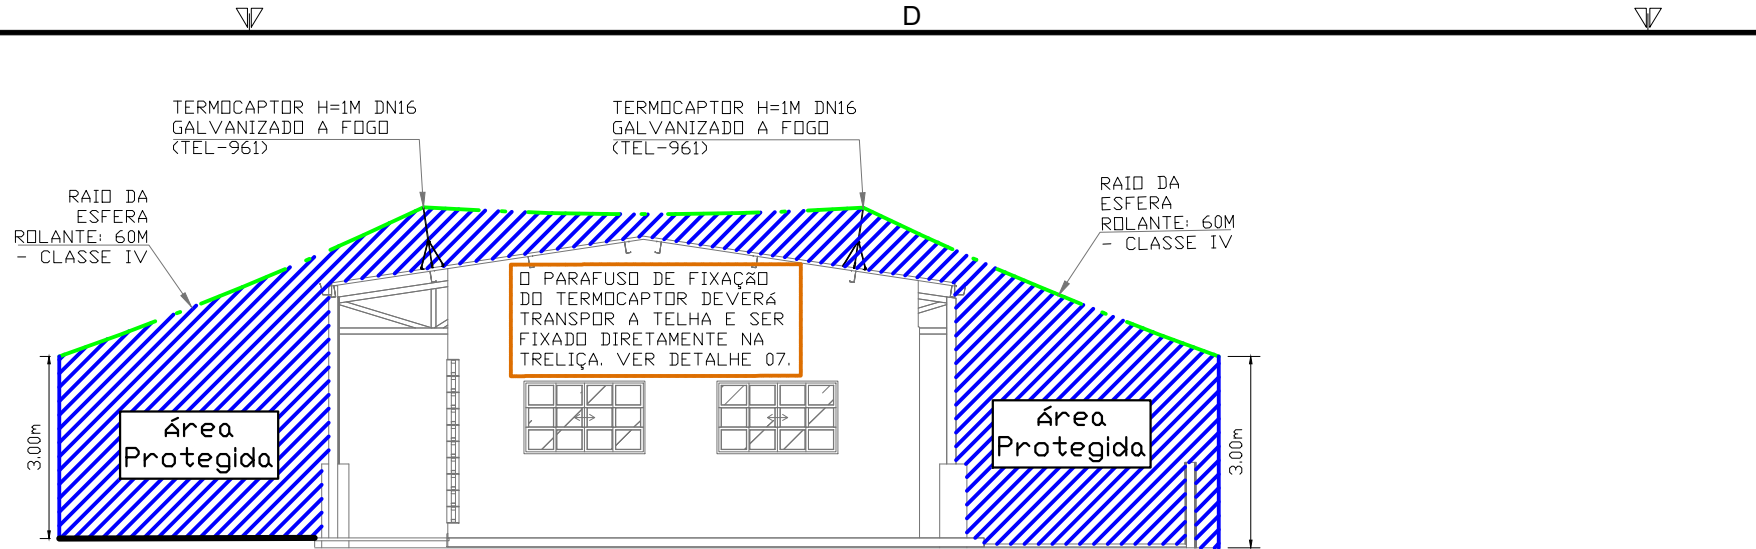 D
TERMOCAPTOR H=1M DN16
GALVANIZADO A FOGO
(TEL-961)
TERMOCAPTOR H=1M DN16
GALVANIZADO A FOGO
(TEL-961)
RAIO DA
ESFERA
ROLANTE: 60M
- CLASSE IV
RAIO DA
ESFERA
ROLANTE: 60M
- CLASSE IV
O PARAFUSO DE FIXAÇãO
DO TERMOCAPTOR DEVERá
TRANSPOR A TELHA E SER
FIXADO DIRETAMENTE NA
TRELIÇA. VER DETALHE 07.
Área
Protegida
Área
Protegida
3.00m
3.00m